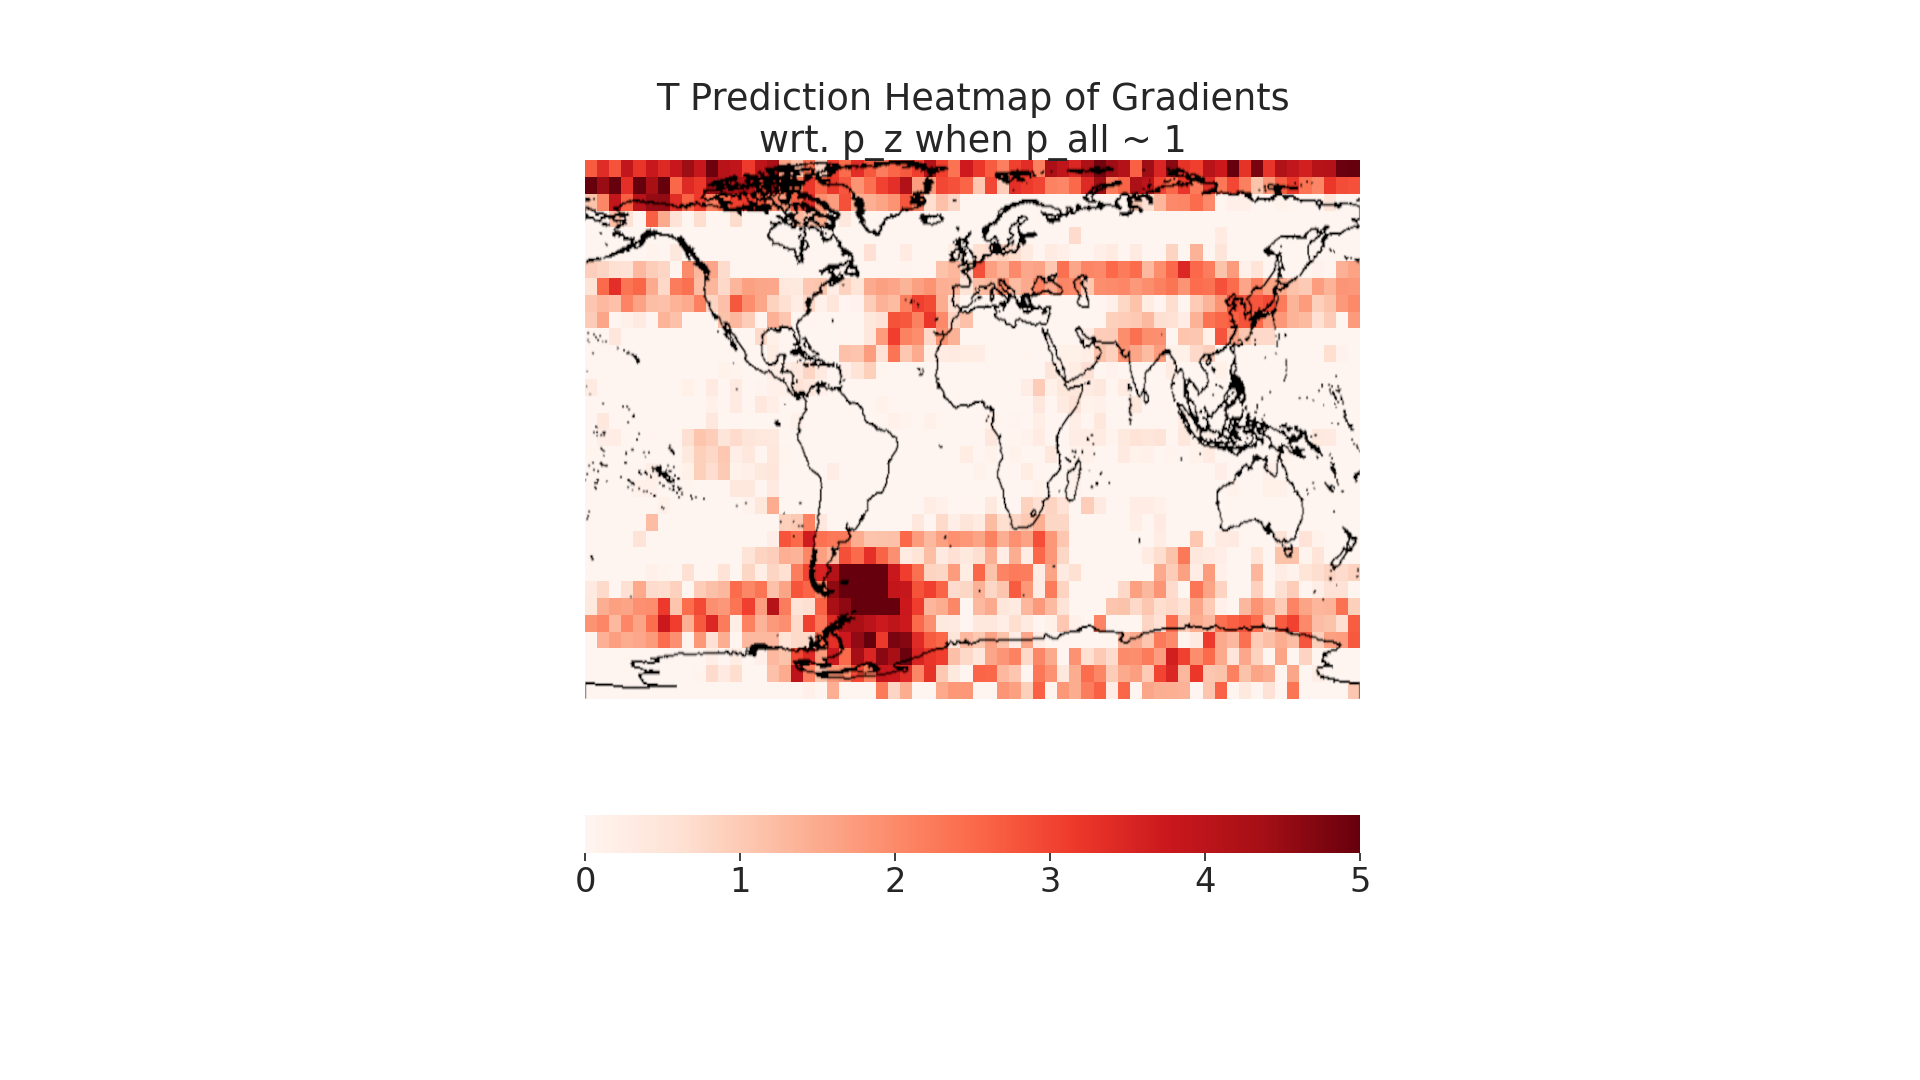 T Prediction Heatmap of Gradients
wrt. p_z when p_all ~ 1
0 1 2 3 4 5